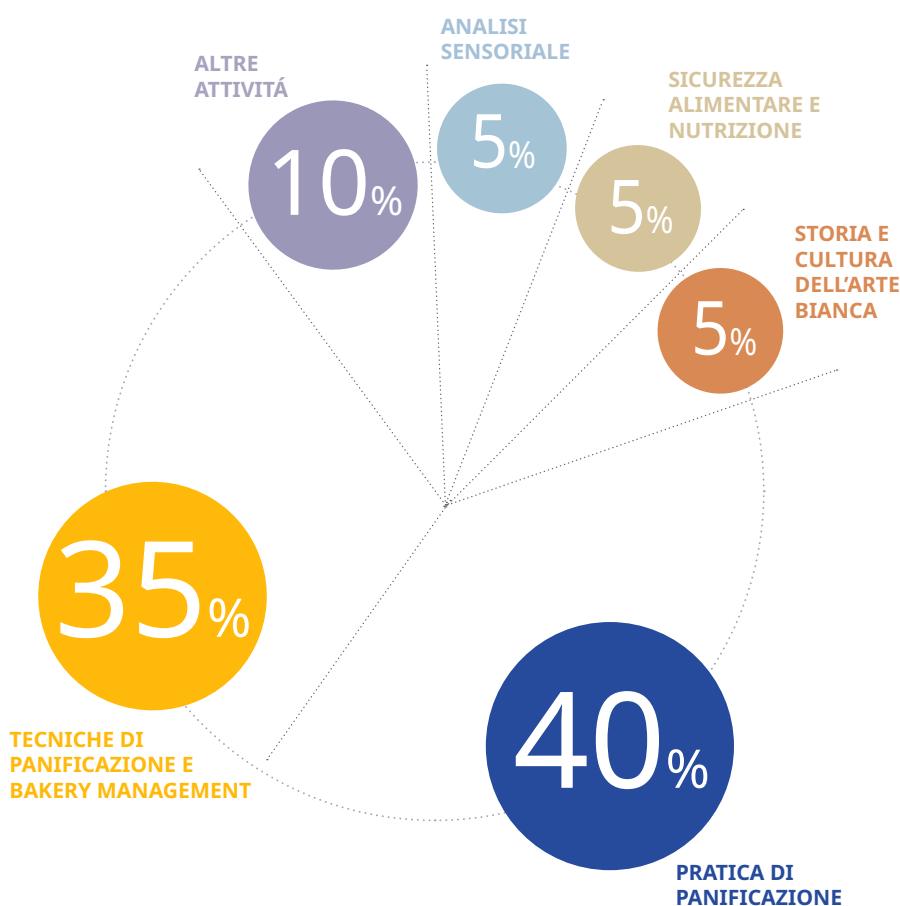 ANALISI
SENSORIALE
5%
ALTRE
ATTIVITÁ
10%
SICUREZZA
ALIMENTARE E
NUTRIZIONE
5%
STORIA E
CULTURA
DELL’ARTE
BIANCA
5%
35%
TECNICHE DI
PANIFICAZIONE E
BAKERY MANAGEMENT
40%
PRATICA DI
PANIFICAZIONE